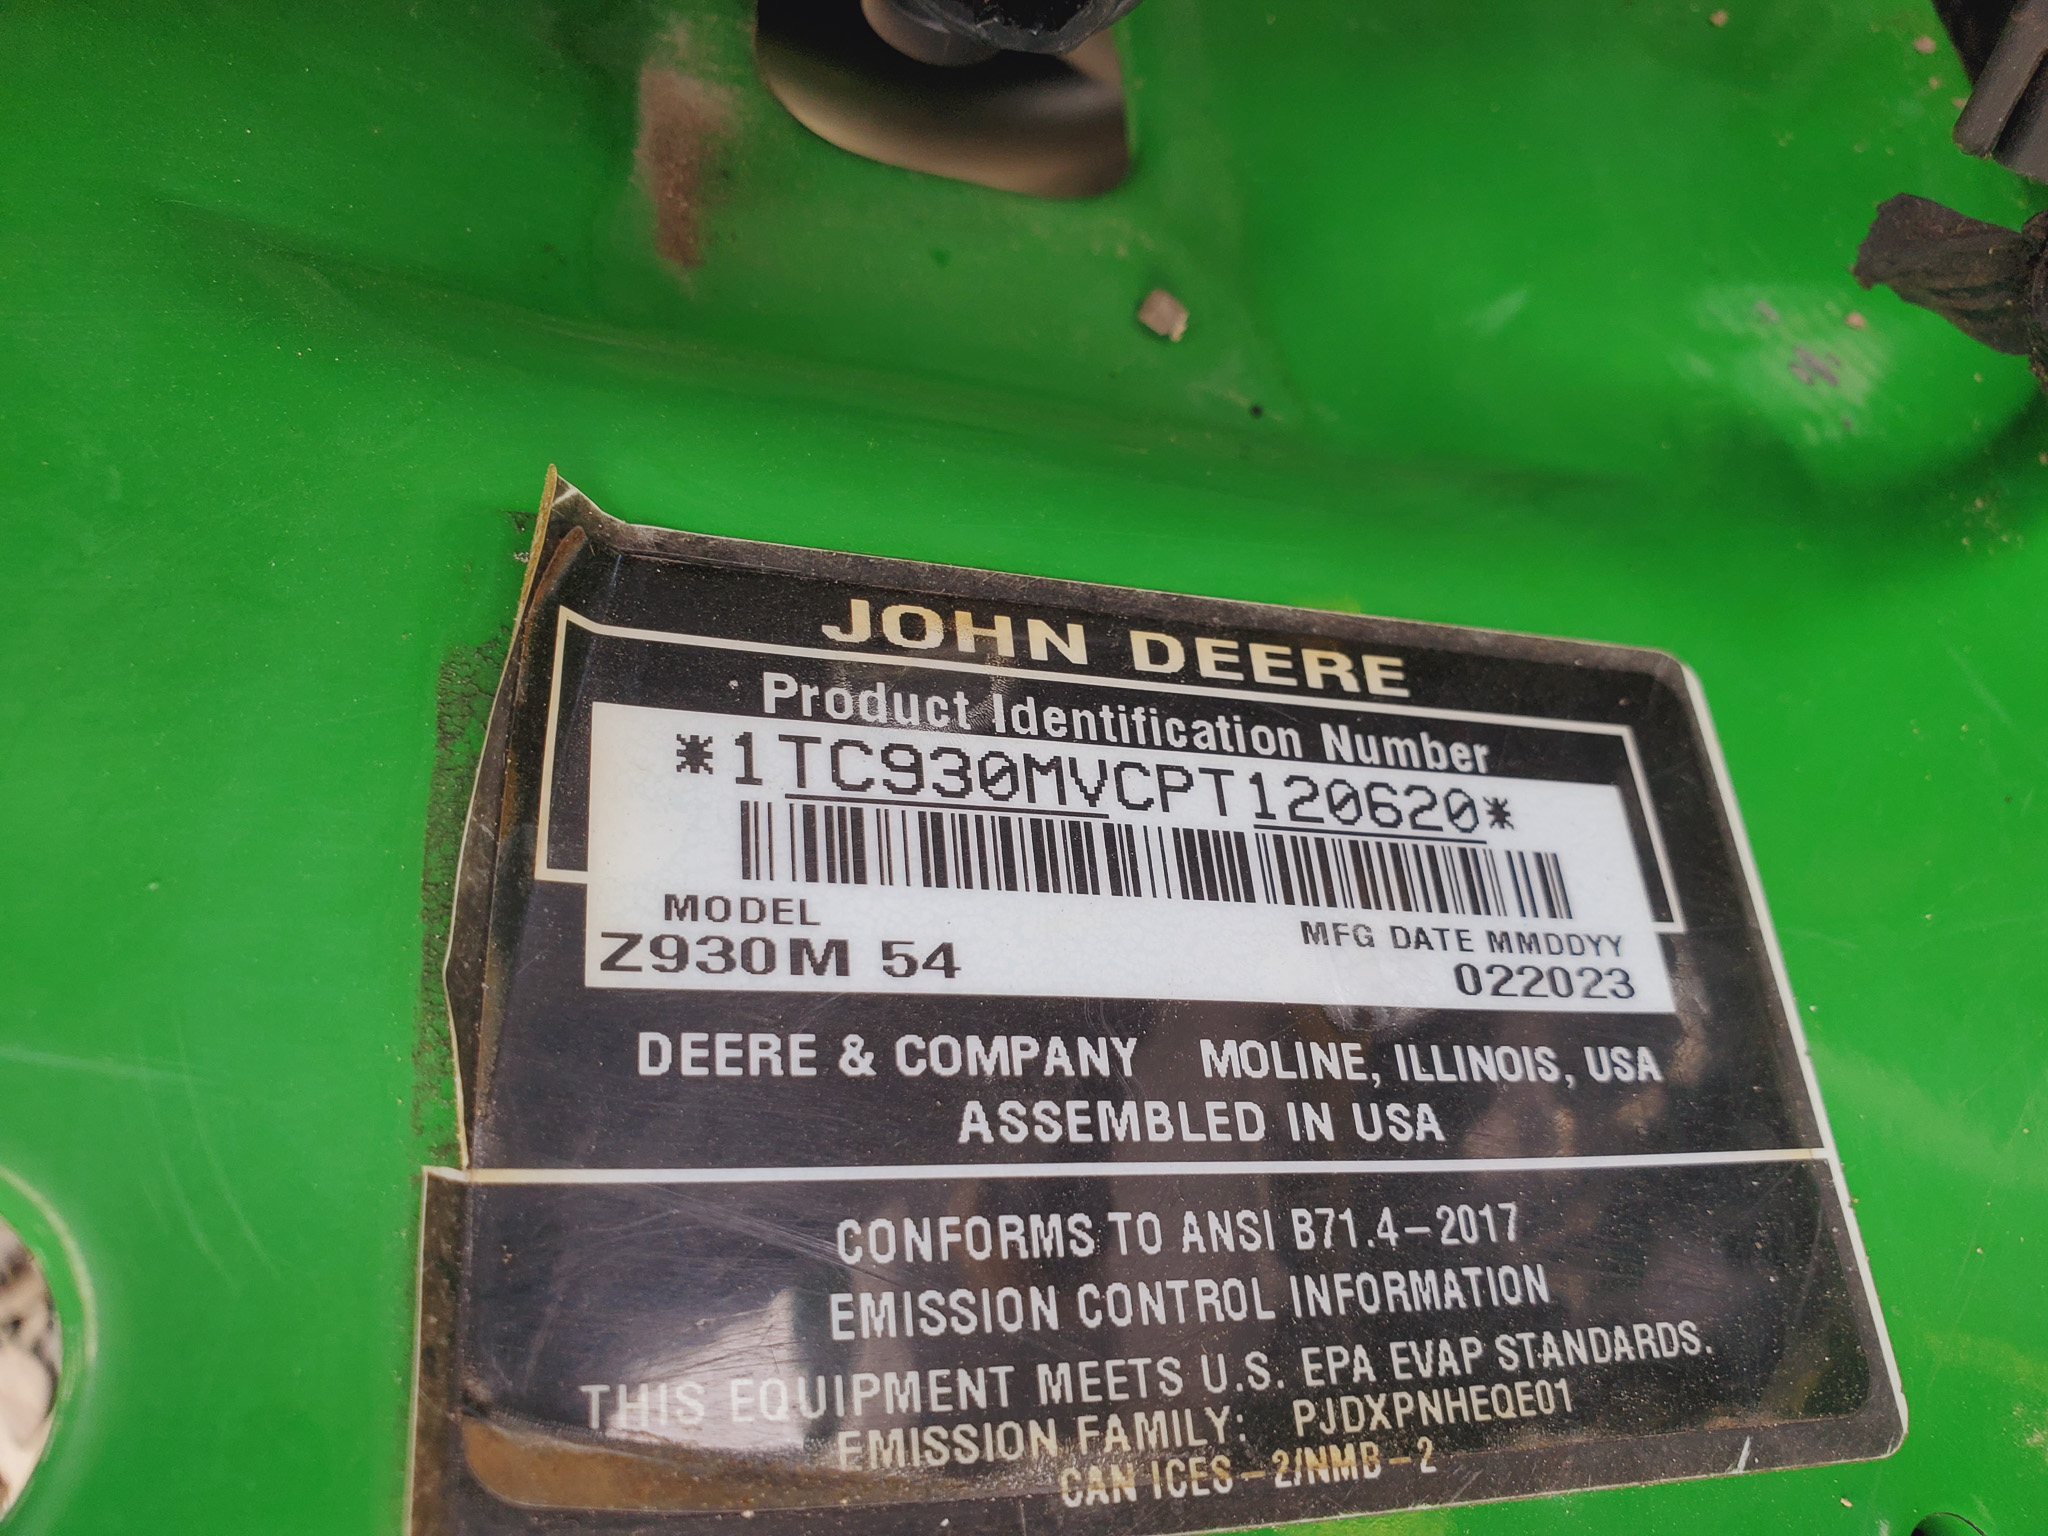 JOHN DEERE
Product Identification Number
*1TC930MVCPT120620*
MODEL MFG DATE MMDDYY
Z930M 54 022023
DEERE & COMPANY MOLINE, ILLINOIS, USA
ASSEMBLED IN USA
CONFORMS TO ANSI B71.4-2017
EMISSION CONTROL INFORMATION
THIS EQUIPMENT MEETS U.S. EPA EVAP STANDARDS.
EMISSION FAMILY: PJDXPNHEQE01
CAN ICES-2/NMB-2